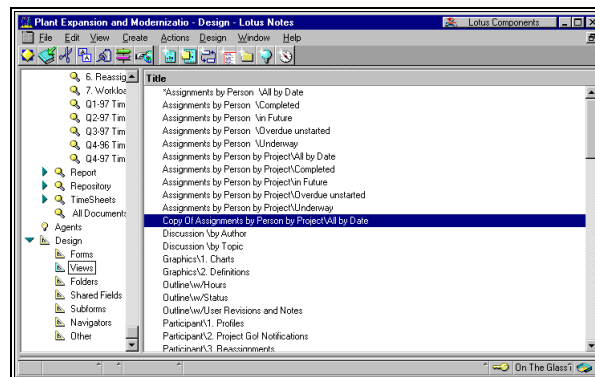 Plant Expansion and Modernizatio - Design - Lotus Notes
Lotus Components
File Edit View Create Actions Design Window Help
6. Reassig
7. Workloa
Q1-97 Tim
Q2-97 Tim
Q3-97 Tim
Q4-96 Tim
Q4-97 Tim
Report
Repository
TimeSheets
All Documents
Agents
Design
Forms
Views
Folders
Shared Fields
Subforms
Navigators
Other
Title
*Assignments by Person \All by Date
Assignments by Person \Completed
Assignments by Person \in Future
Assignments by Person \Overdue unstarted
Assignments by Person \Underway
Assignments by Person by Project\All by Date
Assignments by Person by Project\Completed
Assignments by Person by Project\in Future
Assignments by Person by Project\Overdue unstarted
Assignments by Person by Project\Underway
Copy Of Assignments by Person by Project\All by Date
Discussion \by Author
Discussion \by Topic
Graphics\1. Charts
Graphics\2. Definitions
Outline\w/Hours
Outline\w/Status
Outline\w/User Revisions and Notes
Participant\1. Profiles
Participant\2. Project Go! Notifications
Participant\3. Reassignments
On The Glass